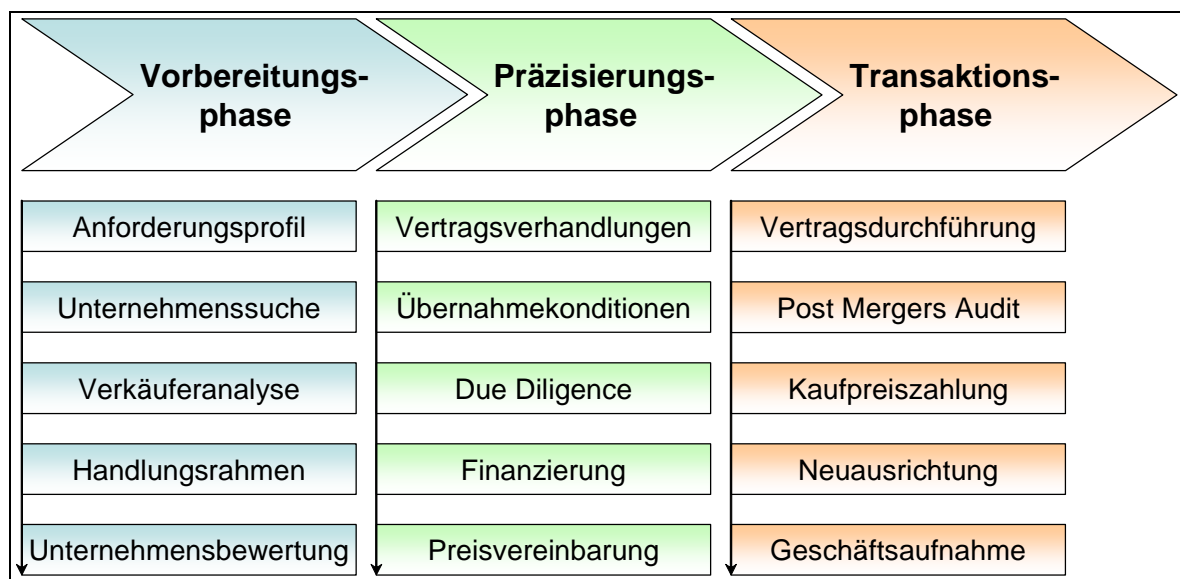 Vorbereitungs-
phase
Präzisierungs-
phase
Transaktions-
phase
Anforderungsprofil
Unternehmenssuche
Verkäuferanalyse
Handlungsrahmen
Unternehmensbewertung
Vertragsverhandlungen
Übernahmekonditionen
Due Diligence
Finanzierung
Preisvereinbarung
Vertragsdurchführung
Post Mergers Audit
Kaufpreiszahlung
Neuausrichtung
Geschäftsaufnahme